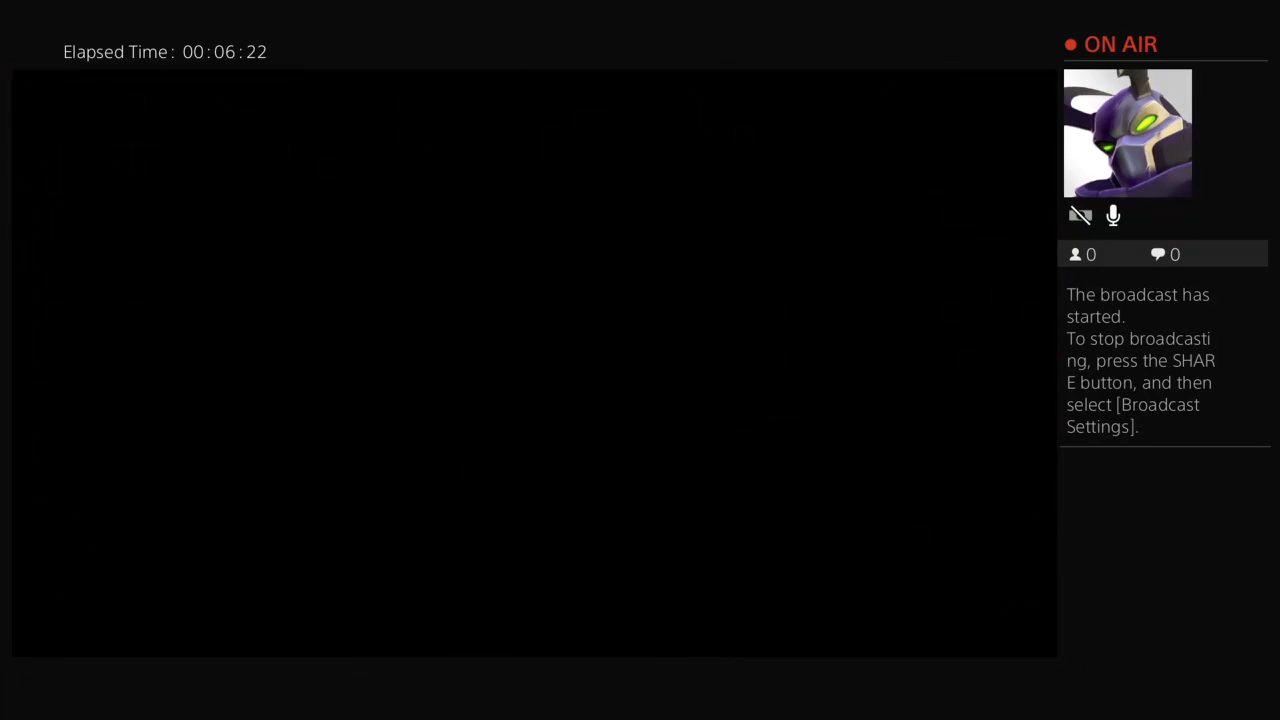 Elapsed Time: 00:06:22
ON AIR
0 0
The broadcast has
started.
To stop broadcasti
ng, press the SHAR
E button, and then
select [Broadcast
Settings].